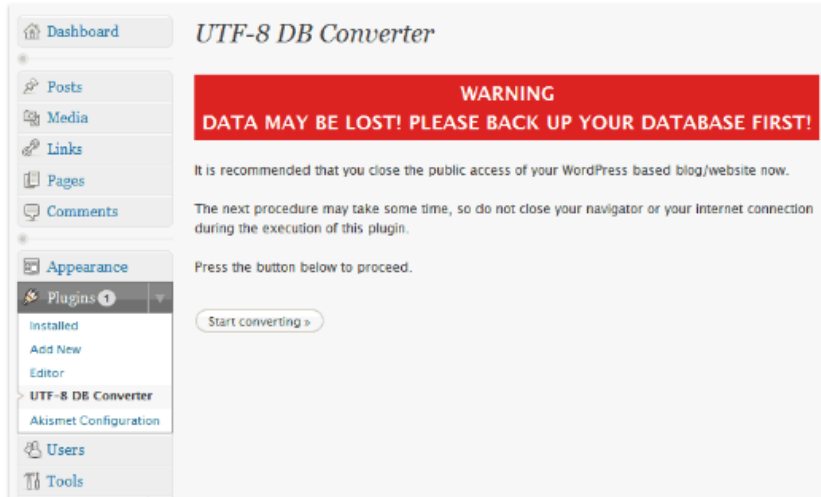 Dashboard
Posts
Media
Links
Pages
Comments
Appearance
Plugins 1
Installed
Add New
Editor
UTF-8 DB Converter
Akismet Configuration
Users
Tools
UTF-8 DB Converter
WARNING
DATA MAY BE LOST! PLEASE BACK UP YOUR DATABASE FIRST!
It is recommended that you close the public access of your WordPress based blog/website now.
The next procedure may take some time, so do not close your navigator or your internet connection
during the execution of this plugin.
Press the button below to proceed.
Start converting »